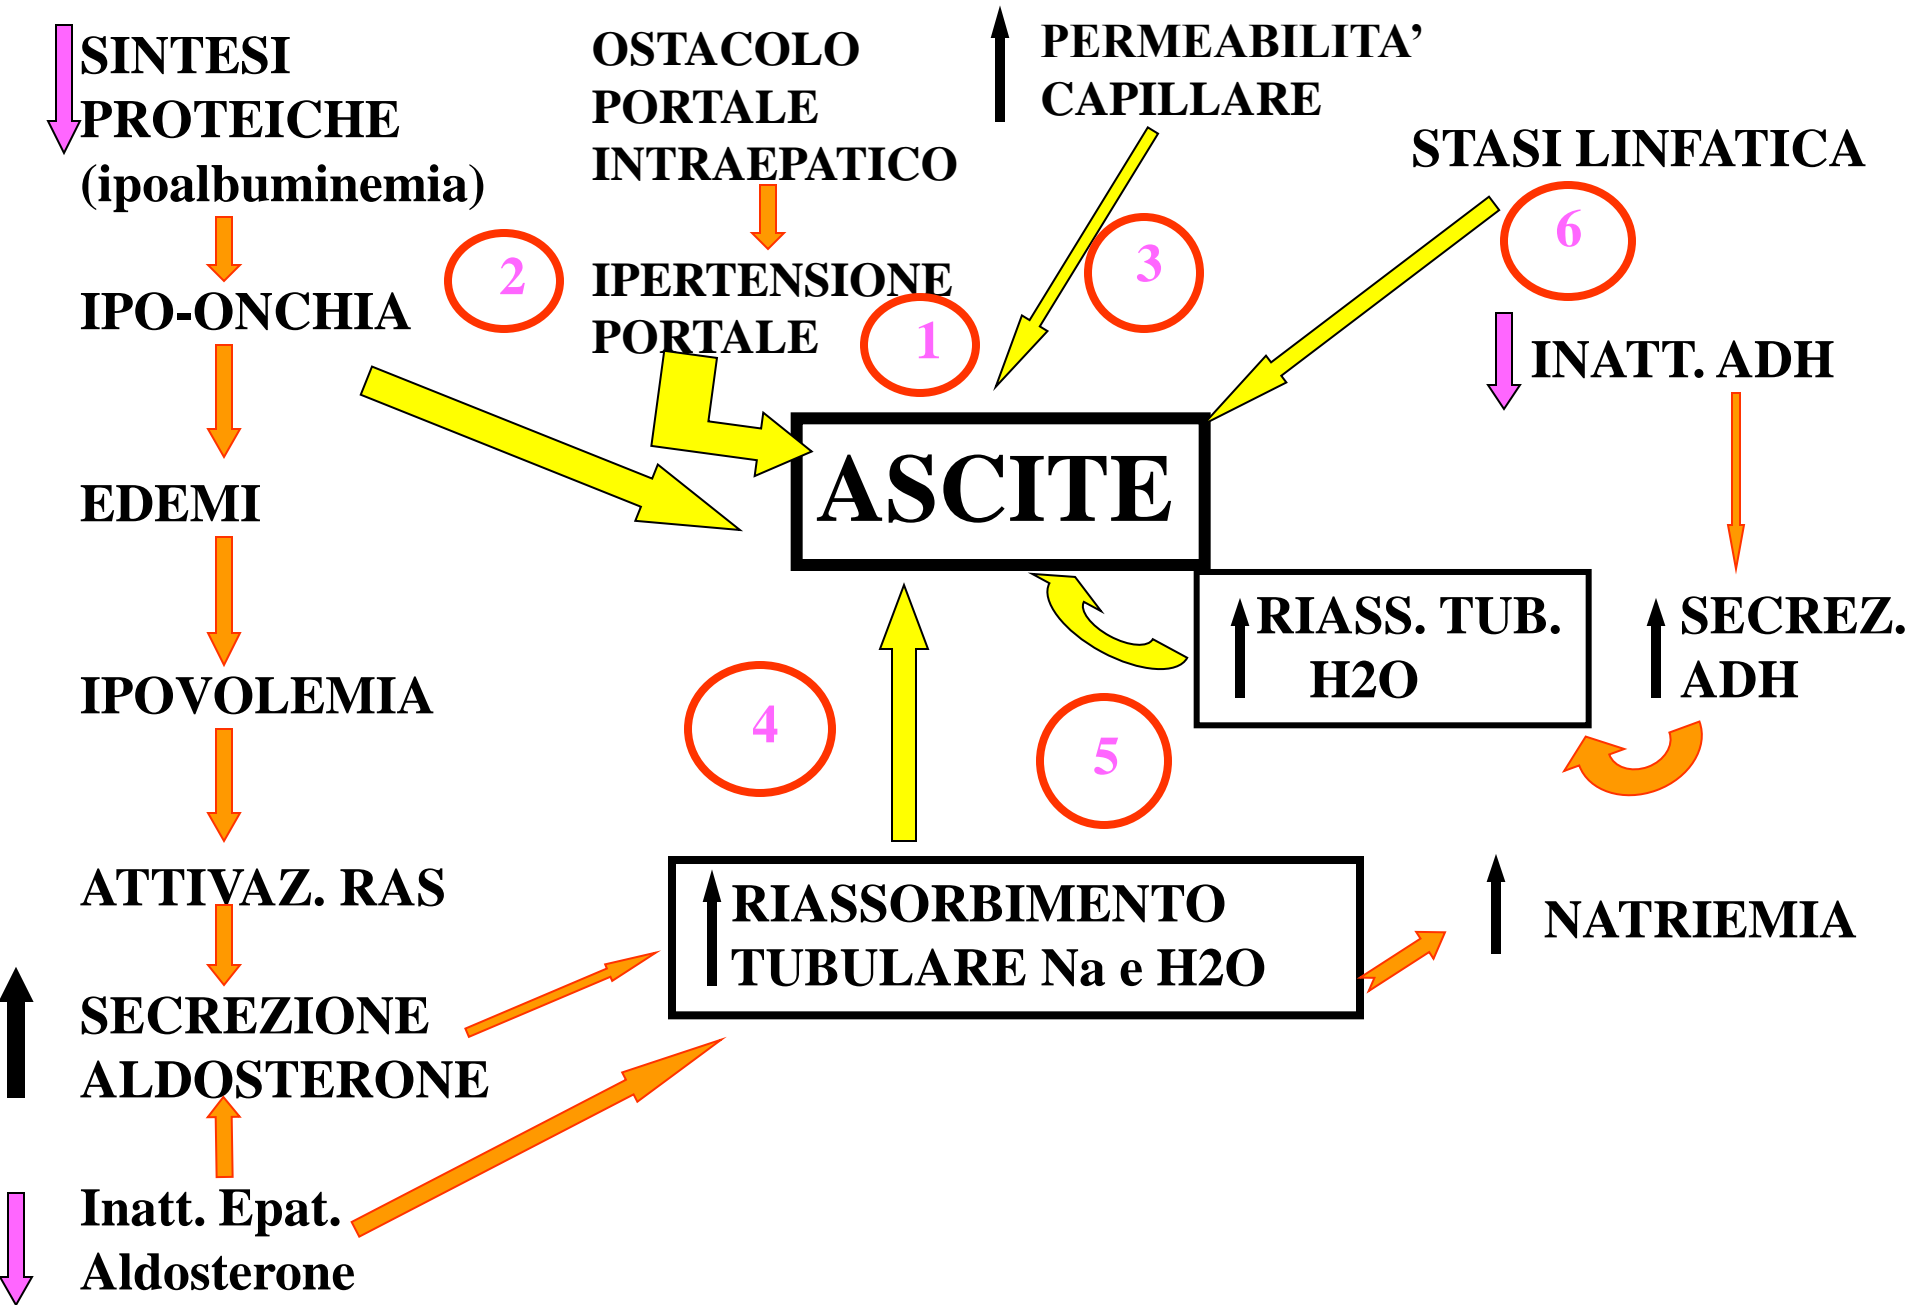 SINTESI
PROTEICHE
(ipoalbuminemia)
IPO-ONCHIA
EDEMI
IPOVOLEMIA
ATTIVAZ. RAS
SECREZIONE
ALDOSTERONE
Inatt. Epat.
Aldosterone
2
OSTACOLO
PORTALE
INTRAEPATICO
IPERTENSIONE
PORTALE
1
PERMEABILITA’
CAPILLARE
3
STASI LINFATICA
6
INATT. ADH
ASCITE
RIASS. TUB.
H2O
SECREZ.
ADH
4
5
RIASSORBIMENTO
TUBULARE Na e H2O
NATRIEMIA